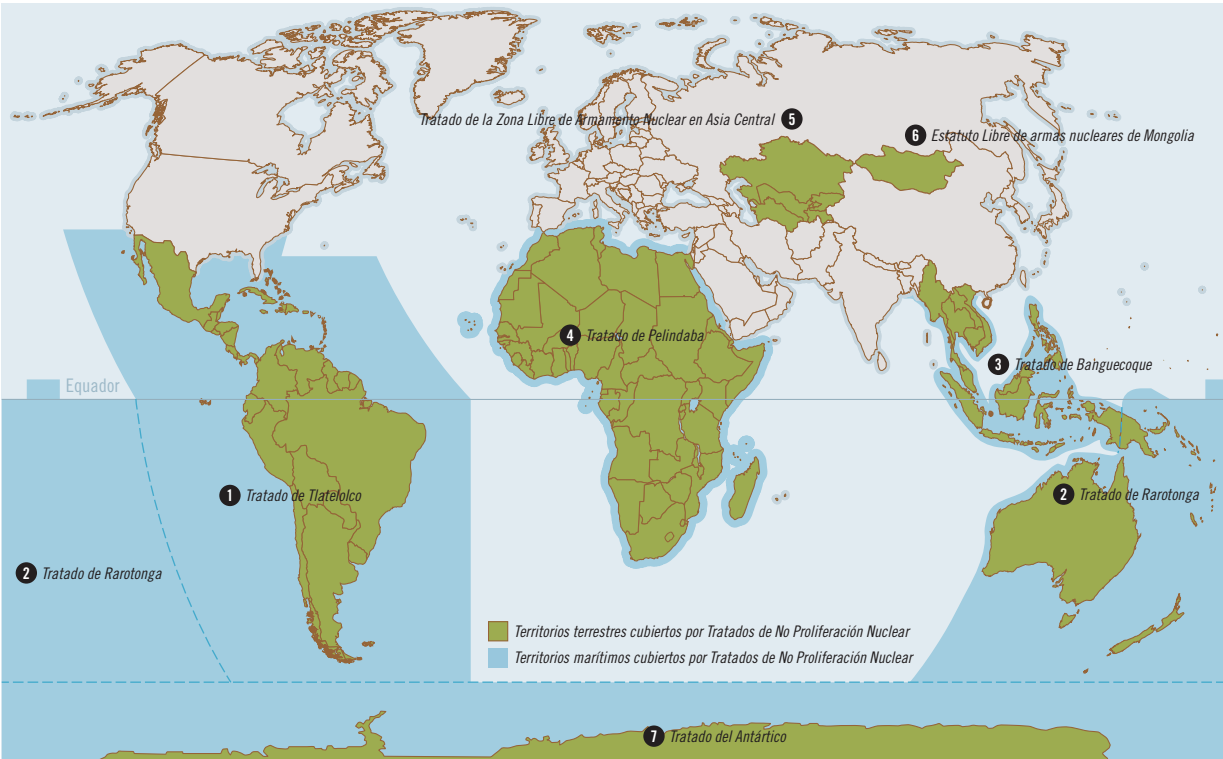 Tratado de la Zona Libre de Armamento Nuclear en Asia Central 5
6 Estatuto Libre de armas nucleares de Mongolia
4 Tratado de Pelindaba
3 Tratado de Banguecoque
Equador
1 Tratado de Tlatelolco
2 Tratado de Rarotonga
2 Tratado de Rarotonga
Territorios terrestres cubiertos por Tratados de No Proliferación Nuclear
Territorios marítimos cubiertos por Tratados de No Proliferación Nuclear
7 Tratado del Antártico